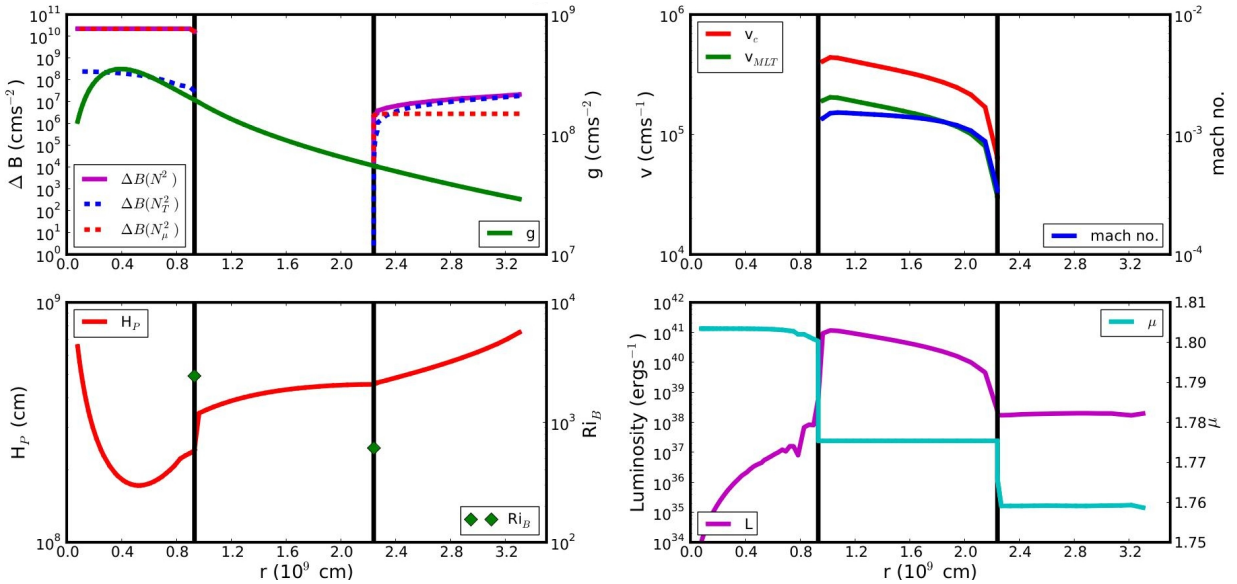 10^11
10^10
10^9
10^8
10^7
10^6
10^5
10^4
10^3
10^2
10^1
10^0
Δ B (cms^−2)
ΔB(N^2)
ΔB(N_T^2)
ΔB(N_μ^2)
g
10^9
10^8
10^7
g (cms^−2)
0.0 0.4 0.8 1.2 1.6 2.0 2.4 2.8 3.2
10^6
10^5
10^4
v (cms^−1)
v_c
v_MLT
mach no.
10^-2
10^-3
10^-4
mach no.
0.0 0.4 0.8 1.2 1.6 2.0 2.4 2.8 3.2
10^9
10^8
H_P (cm)
H_P
Ri_B
10^4
10^3
10^2
Ri_B
0.0 0.4 0.8 1.2 1.6 2.0 2.4 2.8 3.2
r (10^9 cm)
10^42
10^41
10^40
10^39
10^38
10^37
10^36
10^35
10^34
Luminosity (ergs^−1)
μ
L
1.81
1.80
1.79
1.78
1.77
1.76
1.75
μ
0.0 0.4 0.8 1.2 1.6 2.0 2.4 2.8 3.2
r (10^9 cm)